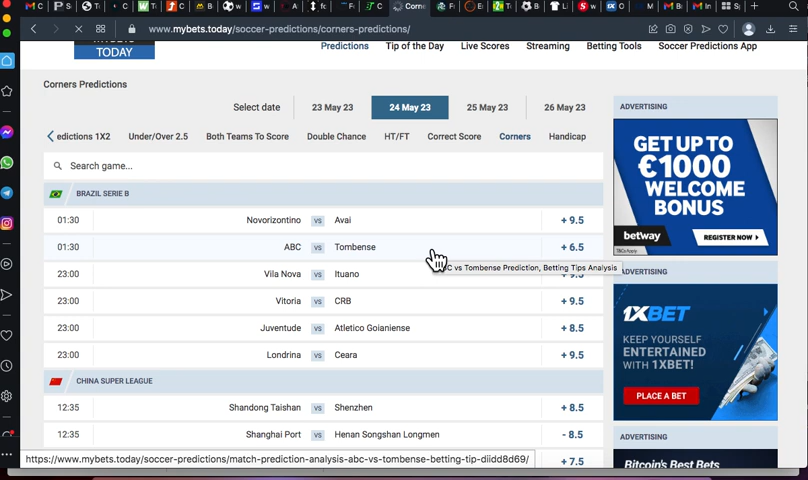 www.mybets.today/soccer-predictions/corners-predictions/
TODAY
Predictions
Tip of the Day
Live Scores
Streaming
Betting Tools
Soccer Predictions App
Corners Predictions
Select date
23 May 23
24 May 23
25 May 23
26 May 23
edictions 1X2
Under/Over 2.5
Both Teams To Score
Double Chance
HT/FT
Correct Score
Corners
Handicap
Search game...
BRAZIL SERIE B
01:30 Novorizontino vs Avai + 9.5
01:30 ABC vs Tombense + 6.5
C vs Tombense Prediction, Betting Tips Analysis
23:00 Vila Nova vs Ituano
23:00 Vitoria vs CRB + 9.5
23:00 Juventude vs Atletico Goianiense + 8.5
23:00 Londrina vs Ceara + 9.5
CHINA SUPER LEAGUE
12:35 Shandong Taishan vs Shenzhen + 8.5
12:35 Shanghai Port vs Henan Songshan Longmen - 8.5
+ 7.5
https://www.mybets.today/soccer-predictions/match-prediction-analysis-abc-vs-tombense-betting-tip-diidd8d69/
ADVERTISING
GET UP TO
€1000
WELCOME
BONUS
betway
REGISTER NOW
ADVERTISING
1XBET
KEEP YOURSELF
ENTERTAINED
WITH 1XBET!
PLACE A BET
ADVERTISING
Bitcoin's Best Bets